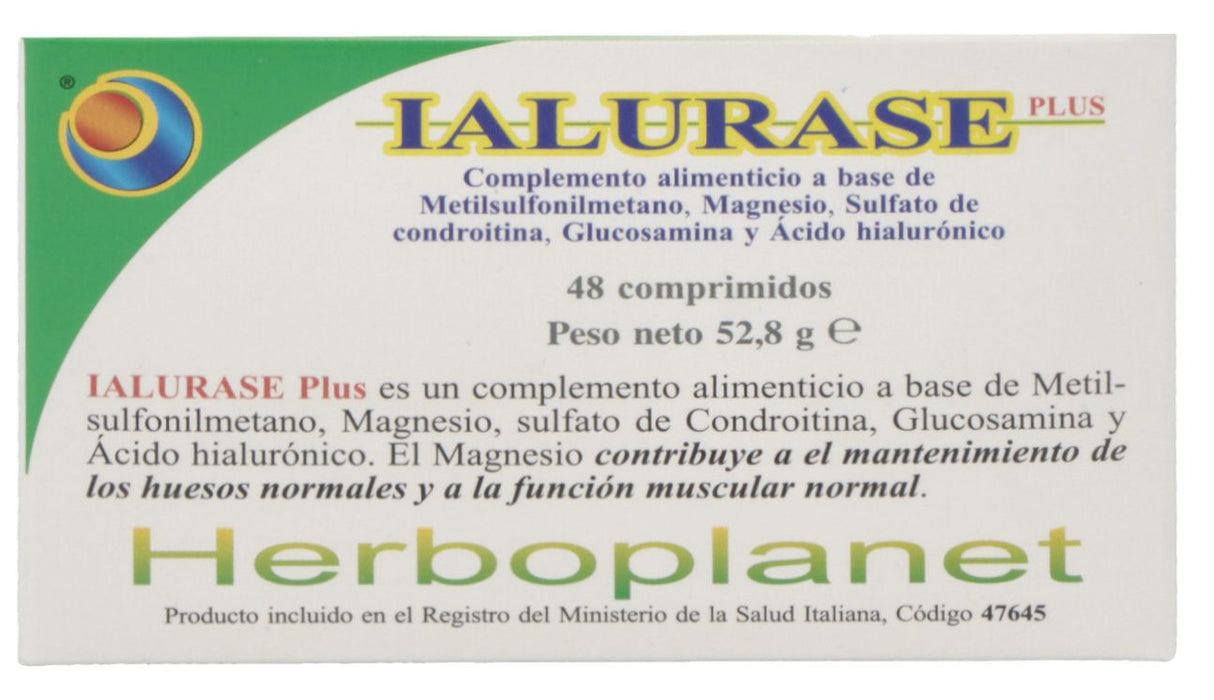 ®
IALURASE PLUS
Complemento alimenticio a base de
Metilsulfonilmetano, Magnesio, Sulfato de
condroitina, Glucosamina y Ácido hialurónico
48 comprimidos
Peso neto 52,8 g ℮
IALURASE Plus es un complemento alimenticio a base de Metil-
sulfonilmetano, Magnesio, sulfato de Condroitina, Glucosamina y
Ácido hialurónico. El Magnesio contribuye a el mantenimiento de
los huesos normales y a la función muscular normal.
Herboplanet
Producto incluido en el Registro del Ministerio de la Salud Italiana, Código 47645